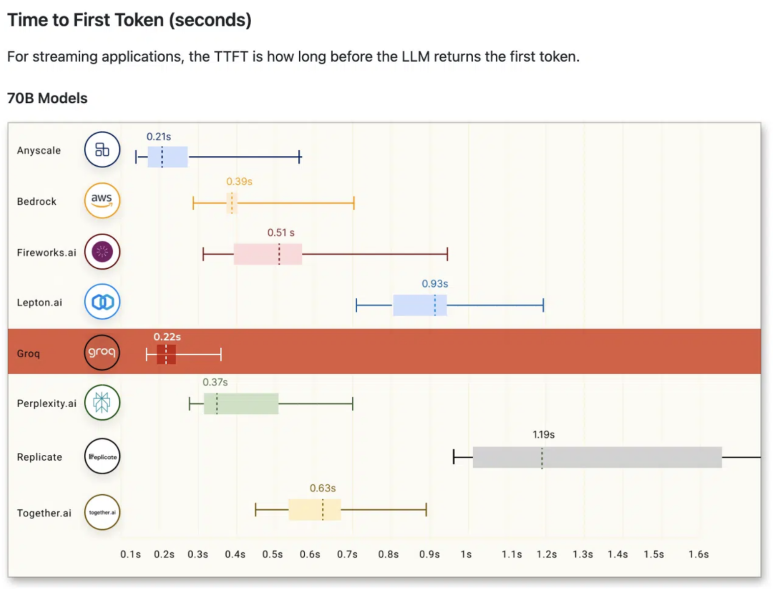 Time to First Token (seconds)
For streaming applications, the TTFT is how long before the LLM returns the first token.
70B Models
0.21s
Anyscale
0.39s
Bedrock aws
0.51 s
Fireworks.ai
0.93s
Lepton.ai
0.22s
Groq groq
0.37s
Perplexity.ai
1.19s
Replicate Replicate
0.63s
Together.ai together.ai
0.1s 0.2s 0.3s 0.4s 0.5s 0.6s 0.7s 0.8s 0.9s 1s 1.1s 1.2s 1.3s 1.4s 1.5s 1.6s